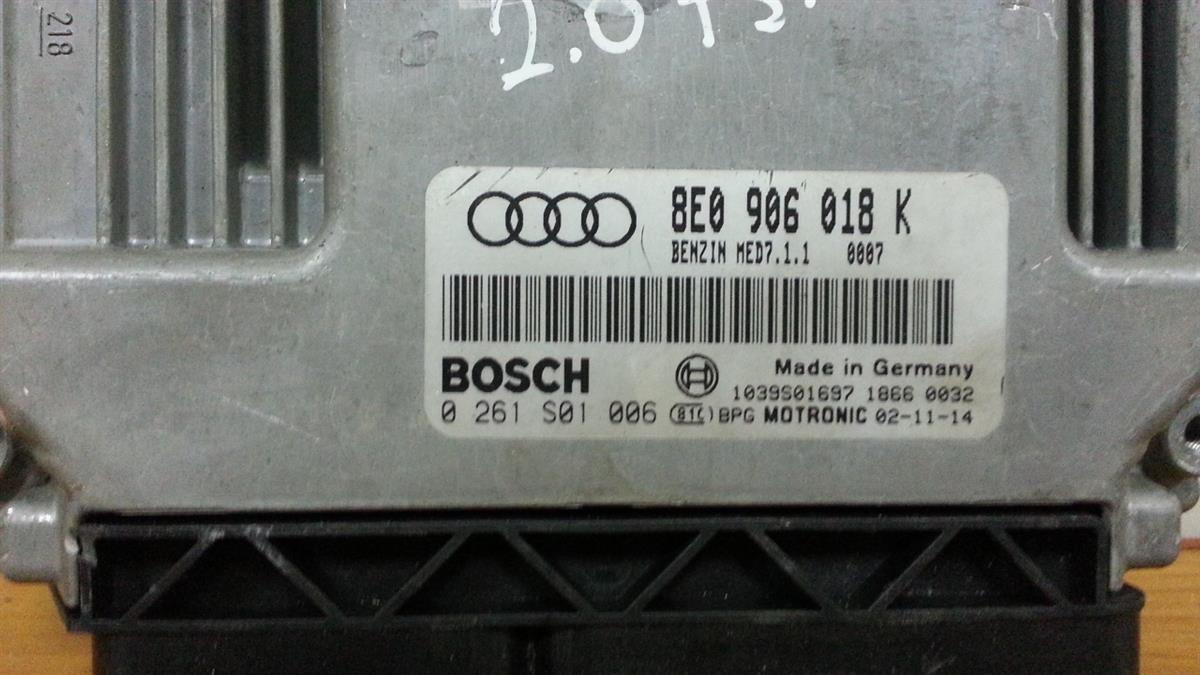 218
8E0 906 018 K
BENZIN MED7.1.1 0007
BOSCH
Made in Germany
1039S01697 1866 0032
0 261 S01 006 81C BPG MOTRONIC 02-11-14